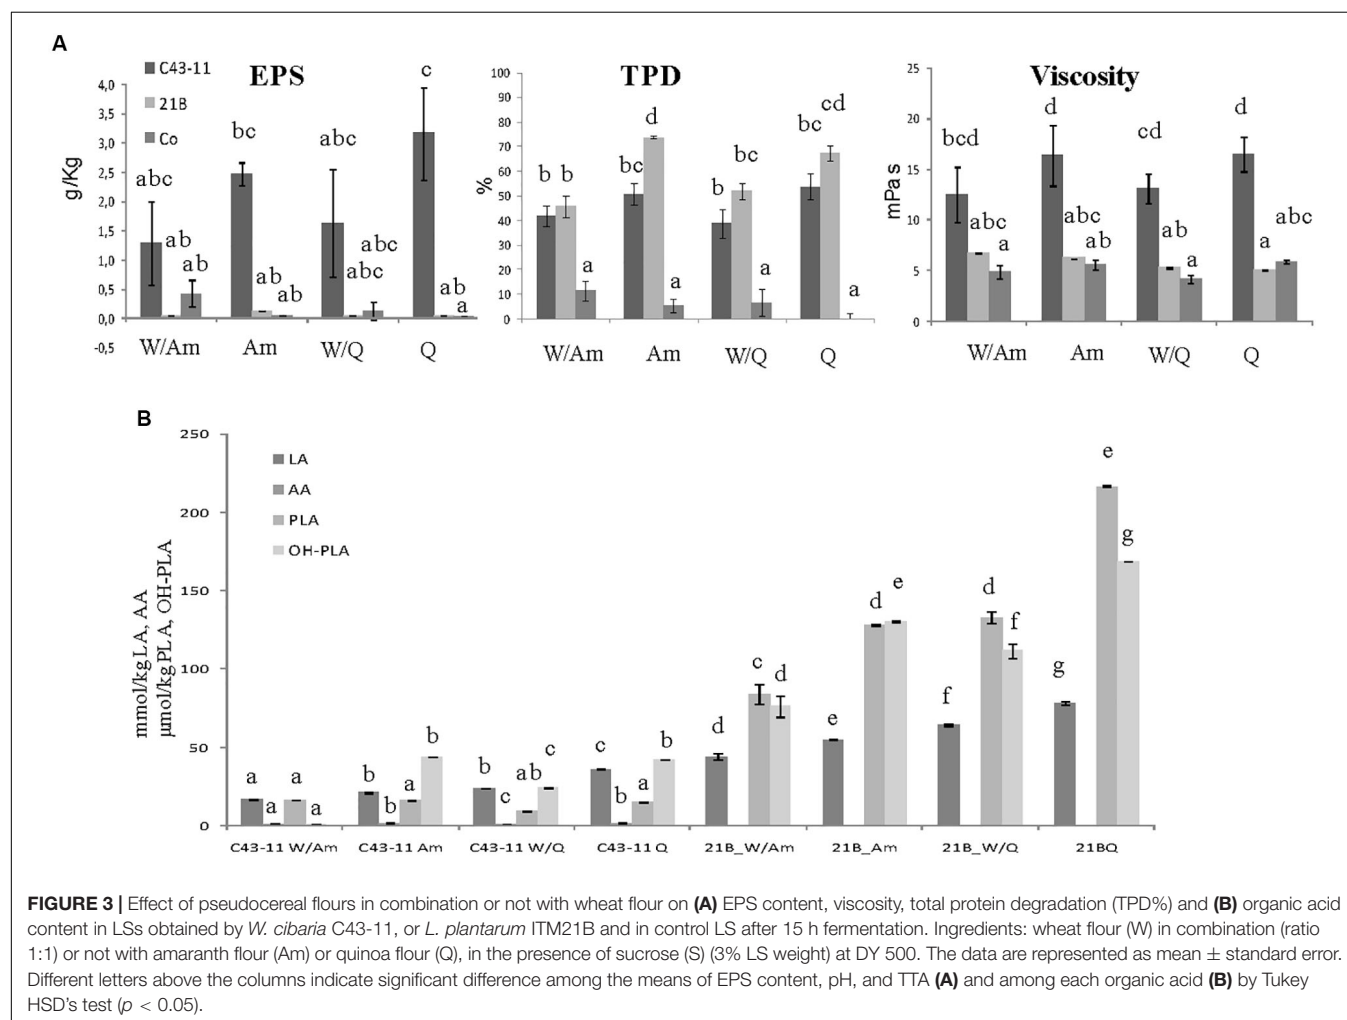 A
C43-11
21B
Co
EPS
g/Kg
4,0
3,5
3,0
2,5
2,0
1,5
1,0
0,5
0,0
-0,5
abc
ab
ab
bc
ab
ab
abc
abc
abc
c
ab
a
W/Am Am W/Q Q
TPD
%
100
90
80
70
60
50
40
30
20
10
0
b b a
bc d a
b bc a
bc cd a
W/Am Am W/Q Q
Viscosity
mPa s
25
20
15
10
5
0
bcd abc a
d abc ab
cd ab a
d a abc
W/Am Am W/Q Q
B
mmol/kg LA, AA
µmol/kg PLA, OH-PLA
250
200
150
100
50
0
LA
AA
PLA
OH-PLA
a a a a
b b a b
b c ab c
c b a b
d c d
e d e
f d f
g e g
C43-11 W/Am C43-11 Am C43-11 W/Q C43-11 Q 21B_W/Am 21B_Am 21B_W/Q 21BQ
FIGURE 3 | Effect of pseudocereal flours in combination or not with wheat flour on (A) EPS content, viscosity, total protein degradation (TPD%) and (B) organic acid
content in LSs obtained by W. cibaria C43-11, or L. plantarum ITM21B and in control LS after 15 h fermentation. Ingredients: wheat flour (W) in combination (ratio
1:1) or not with amaranth flour (Am) or quinoa flour (Q), in the presence of sucrose (S) (3% LS weight) at DY 500. The data are represented as mean ± standard error.
Different letters above the columns indicate significant difference among the means of EPS content, pH, and TTA (A) and among each organic acid (B) by Tukey
HSD's test (p < 0.05).